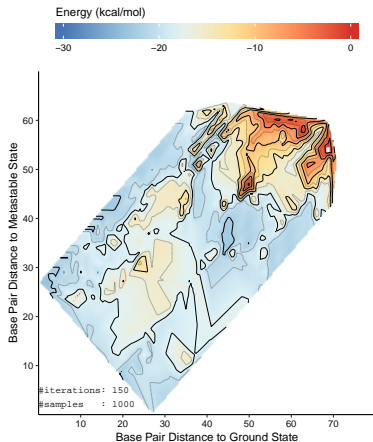 Energy (kcal/mol)
−30 −20 −10 0
Base Pair Distance to Metastable State
60
50
40
30
20
10
#iterations: 150
#samples : 1000
10 20 30 40 50 60 70
Base Pair Distance to Ground State